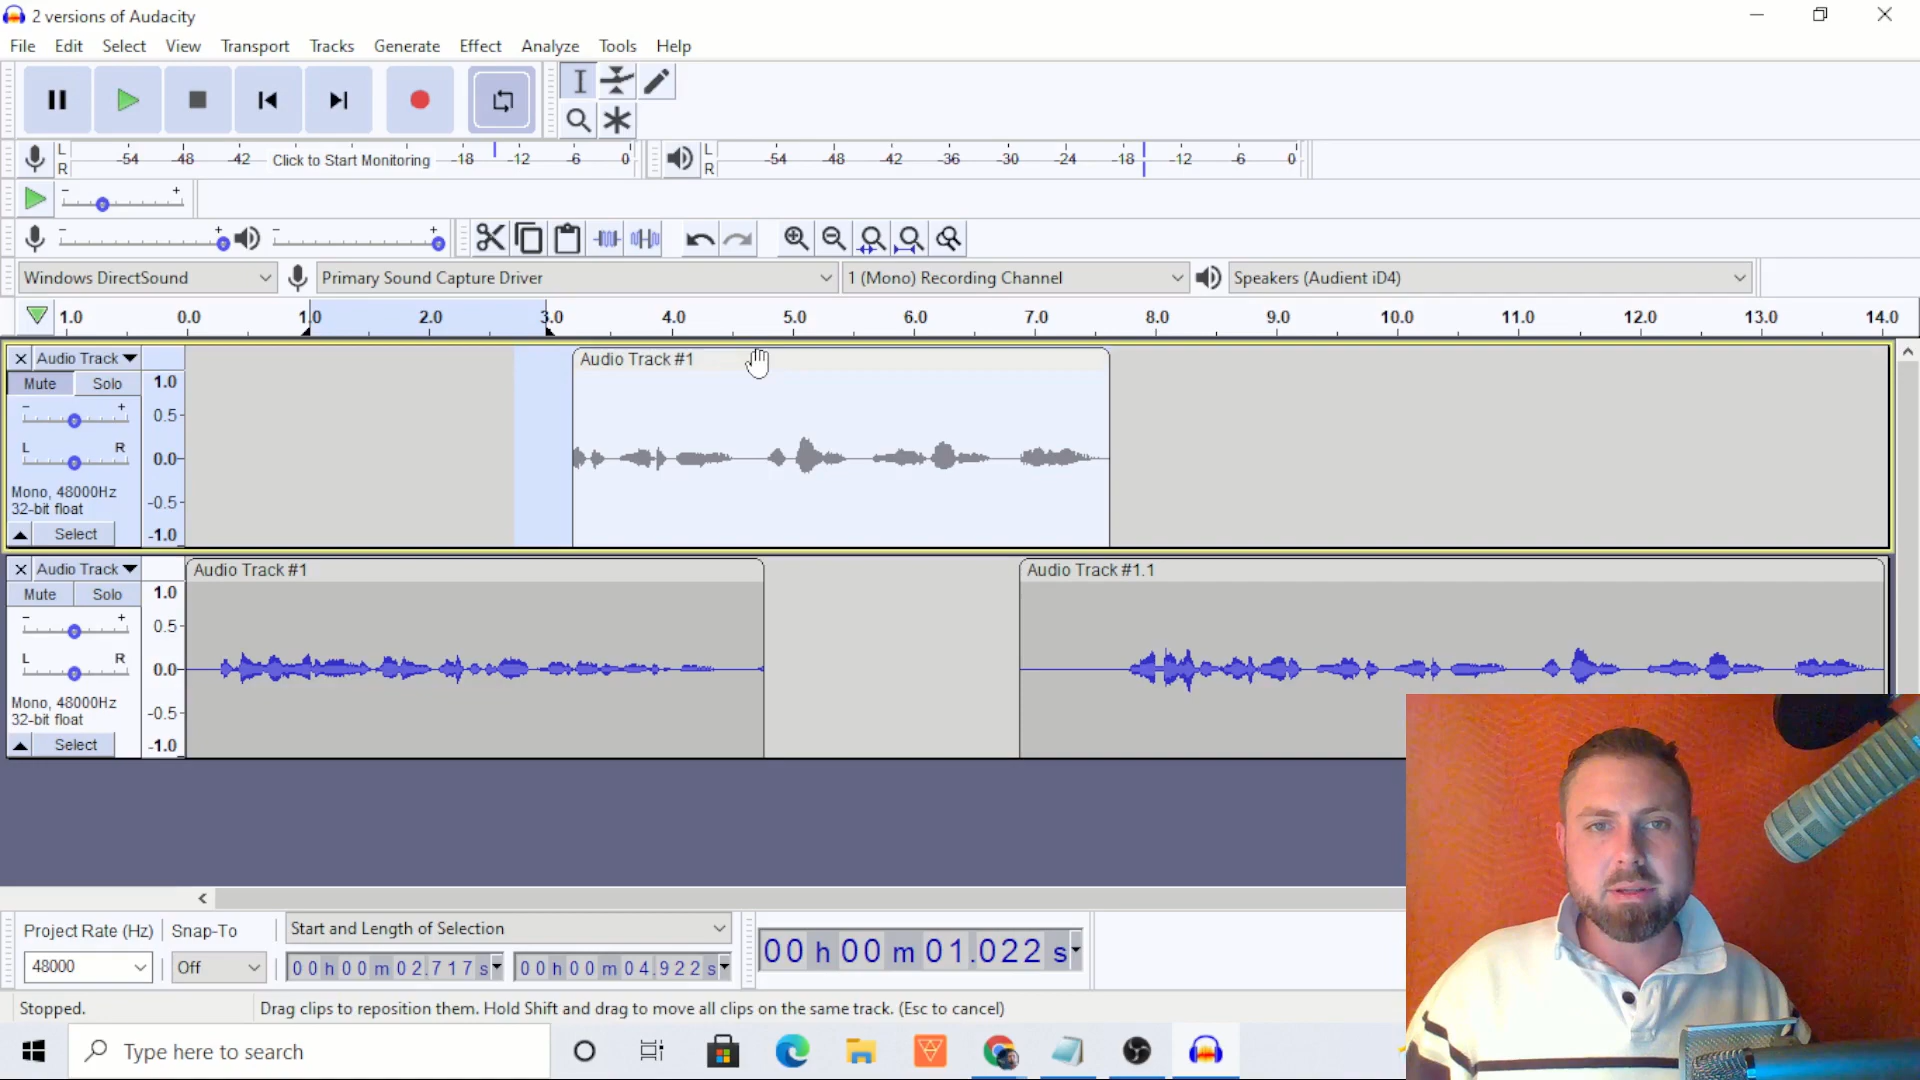 2 versions of Audacity
File Edit Select View Transport Tracks Generate Effect Analyze Tools Help
L
R
-54 -48 -42 Click to Start Monitoring -18 -12 -6 0
L
R
-54 -48 -42 -36 -30 -24 -18 -12 -6 0
- +
- + - +
Windows DirectSound Primary Sound Capture Driver 1 (Mono) Recording Channel Speakers (Audient iD4)
1.0 0.0 1.0 2.0 3.0 4.0 5.0 6.0 7.0 8.0 9.0 10.0 11.0 12.0 13.0 14.0
Audio Track 1.0 Audio Track #1
Mute Solo
- + 0.5
L R 0.0
Mono, 48000Hz
32-bit float -0.5
Select -1.0
Audio Track 1.0 Audio Track #1 Audio Track #1.1
Mute Solo
- + 0.5
L R 0.0
Mono, 48000Hz
32-bit float -0.5
Select -1.0
Project Rate (Hz) Snap-To Start and Length of Selection
48000 Off 00 h 00 m 02.717 s 00 h 00 m 04.922 s 00 h 00 m 01.022 s
Stopped. Drag clips to reposition them. Hold Shift and drag to move all clips on the same track. (Esc to cancel)
Type here to search